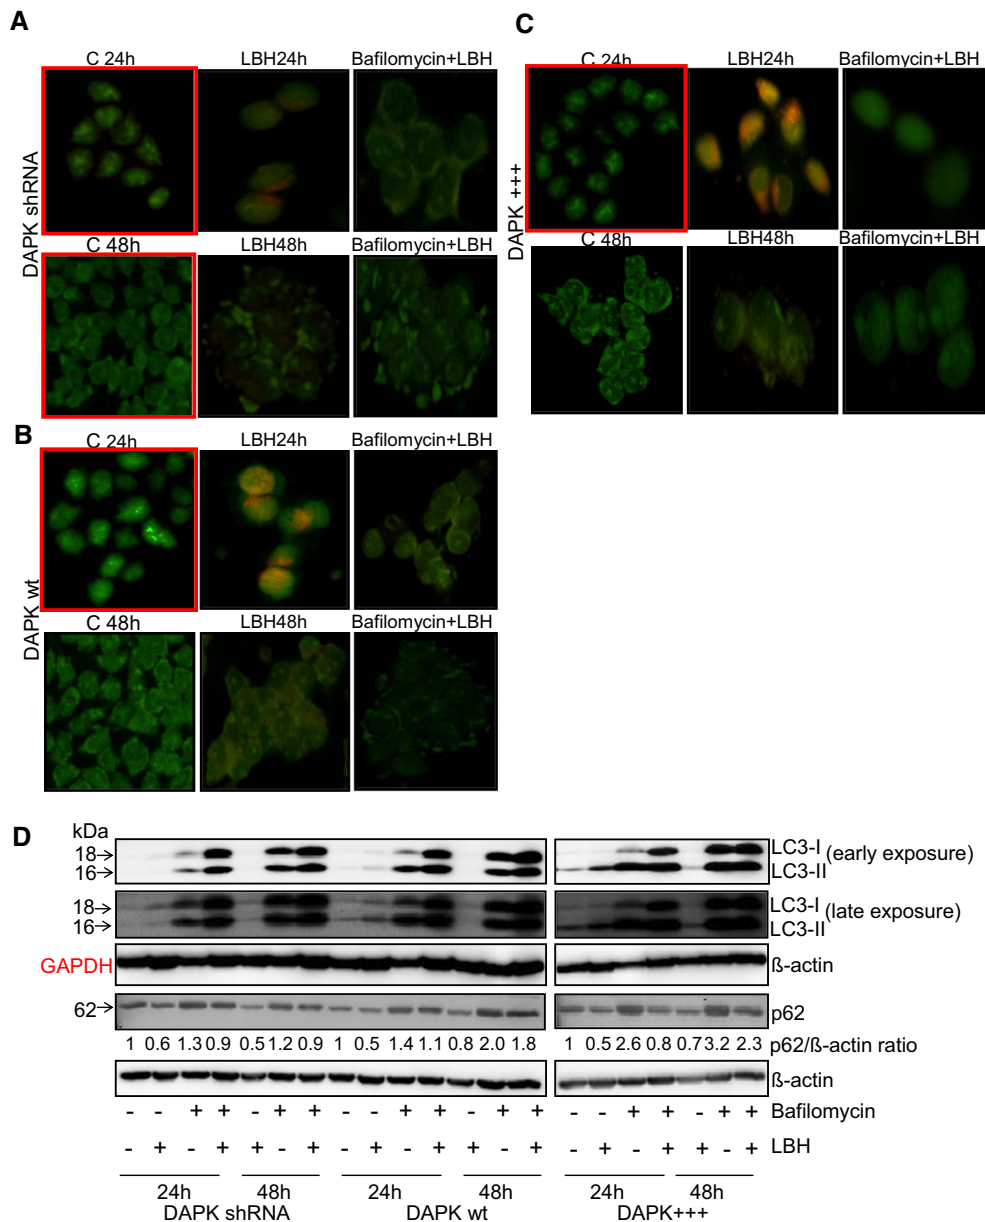 A
C 24h LBH24h Bafilomycin+LBH
DAPK shRNA
C 48h LBH48h Bafilomycin+LBH
B
C 24h LBH24h Bafilomycin+LBH
DAPK wt
C 48h LBH48h Bafilomycin+LBH
C
C 24h LBH24h Bafilomycin+LBH
DAPK +++
C 48h LBH48h Bafilomycin+LBH
D
kDa
18→ LC3-I (early exposure)
16→ LC3-II
18→ LC3-I (late exposure)
16→ LC3-II
GAPDH ß-actin
62→ p62
1 0.6 1.3 0.9 0.5 1.2 0.9 1 0.5 1.4 1.1 0.8 2.0 1.8 1 0.5 2.6 0.8 0.7 3.2 2.3 p62/ß-actin ratio
ß-actin
- - + + - + + - - + + - + + - - + + - + + Bafilomycin
- + - + + - + - + - + + - + - + - + + - + LBH
24h 48h 24h 48h 24h 48h
DAPK shRNA DAPK wt DAPK+++